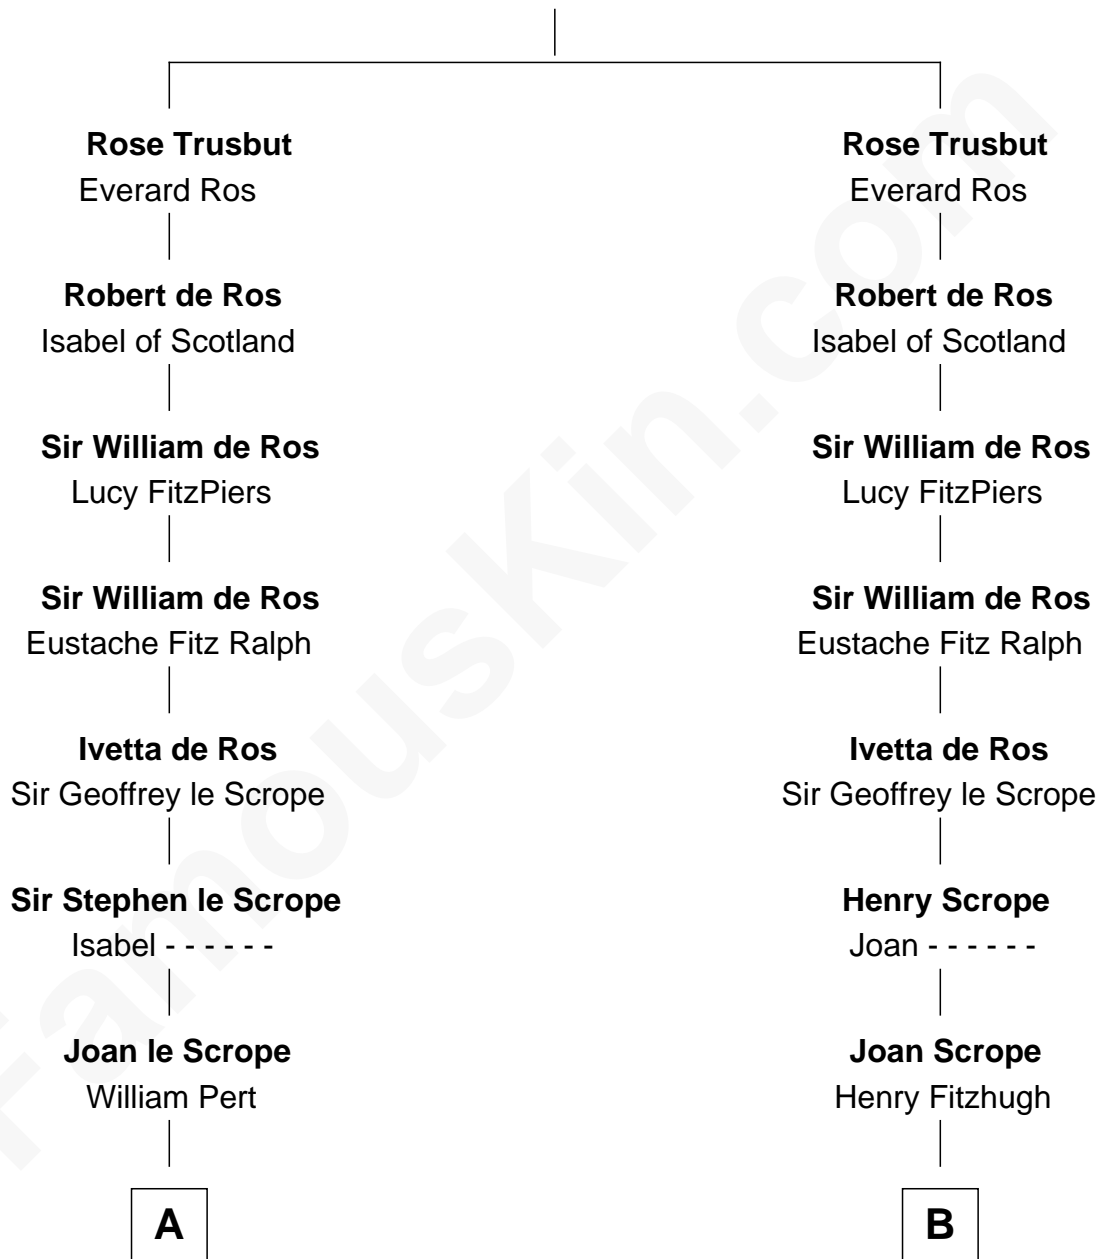 Rose Trusbut
Everard Ros
Robert de Ros
Isabel of Scotland
Sir William de Ros
Lucy FitzPiers
Sir William de Ros
Eustache Fitz Ralph
Ivetta de Ros
Sir Geoffrey le Scrope
Sir Stephen le Scrope
Isabel - - - - - -
Joan le Scrope
William Pert
A
Rose Trusbut
Everard Ros
Robert de Ros
Isabel of Scotland
Sir William de Ros
Lucy FitzPiers
Sir William de Ros
Eustache Fitz Ralph
Ivetta de Ros
Sir Geoffrey le Scrope
Henry Scrope
Joan - - - - - -
Joan Scrope
Henry Fitzhugh
B
FamousKin.com